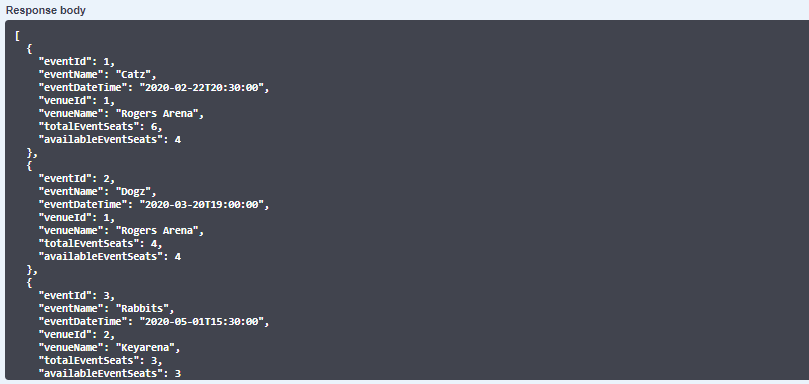 Response body
[
  {
    "eventId": 1,
    "eventName": "Catz",
    "eventDateTime": "2020-02-22T20:30:00",
    "venueId": 1,
    "venueName": "Rogers Arena",
    "totalEventSeats": 6,
    "availableEventSeats": 4
  },
  {
    "eventId": 2,
    "eventName": "Dogz",
    "eventDateTime": "2020-03-20T19:00:00",
    "venueId": 1,
    "venueName": "Rogers Arena",
    "totalEventSeats": 4,
    "availableEventSeats": 4
  },
  {
    "eventId": 3,
    "eventName": "Rabbits",
    "eventDateTime": "2020-05-01T15:30:00",
    "venueId": 2,
    "venueName": "Keyarena",
    "totalEventSeats": 3,
    "availableEventSeats": 3